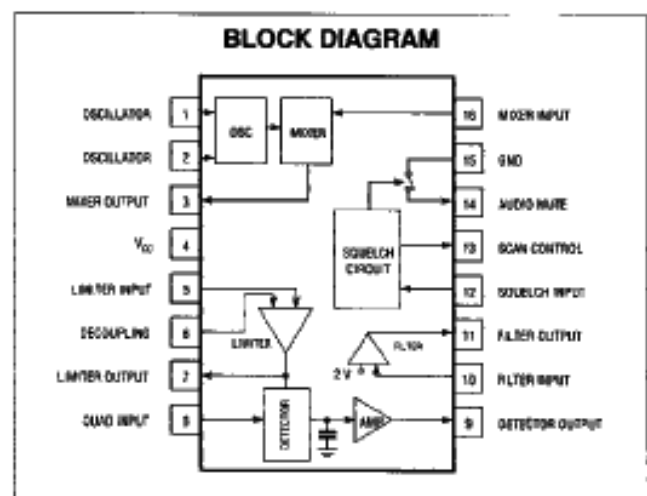 BLOCK DIAGRAM
OSCILLATOR 1
OSCILLATOR 2
MIXER OUTPUT 3
VCC 4
LIMITER INPUT 5
DECOUPLING 6
LIMITER OUTPUT 7
QUAD INPUT 8
OSC
MIXER
SQUELCH
CIRCUIT
LIMITER
FILTER
2 V
DETECTOR
AMP
16 MIXER INPUT
15 GND
14 AUDIO MUTE
13 SCAN CONTROL
12 SQUELCH INPUT
11 FILTER OUTPUT
10 FILTER INPUT
9 DETECTOR OUTPUT